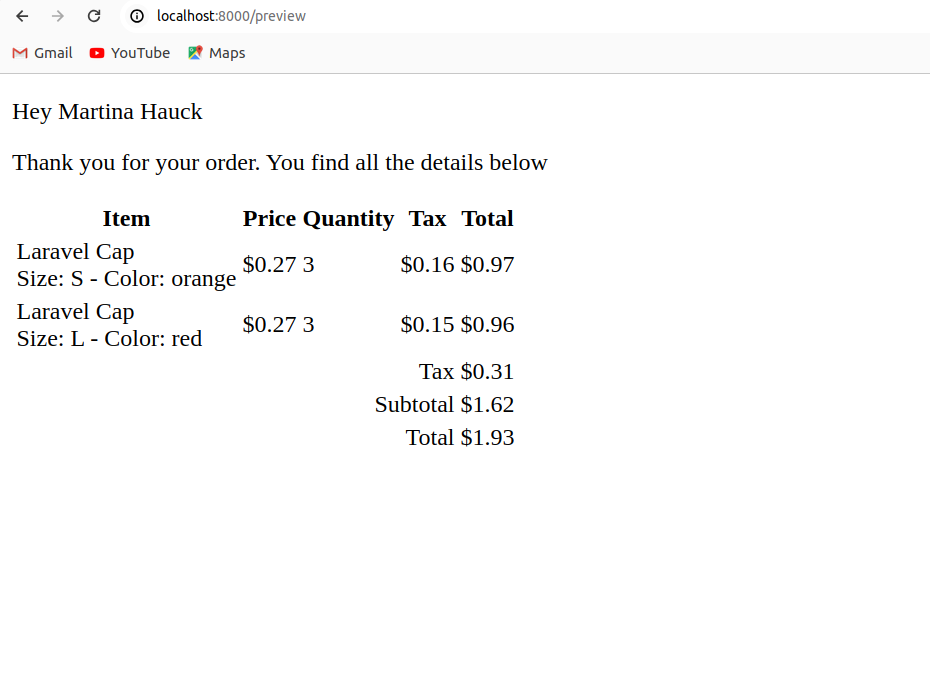 localhost:8000/preview
Gmail YouTube Maps
Hey Martina Hauck
Thank you for your order. You find all the details below
Item Price Quantity Tax Total
Laravel Cap
Size: S - Color: orange $0.27 3 $0.16 $0.97
Laravel Cap
Size: L - Color: red $0.27 3 $0.15 $0.96
Tax $0.31
Subtotal $1.62
Total $1.93